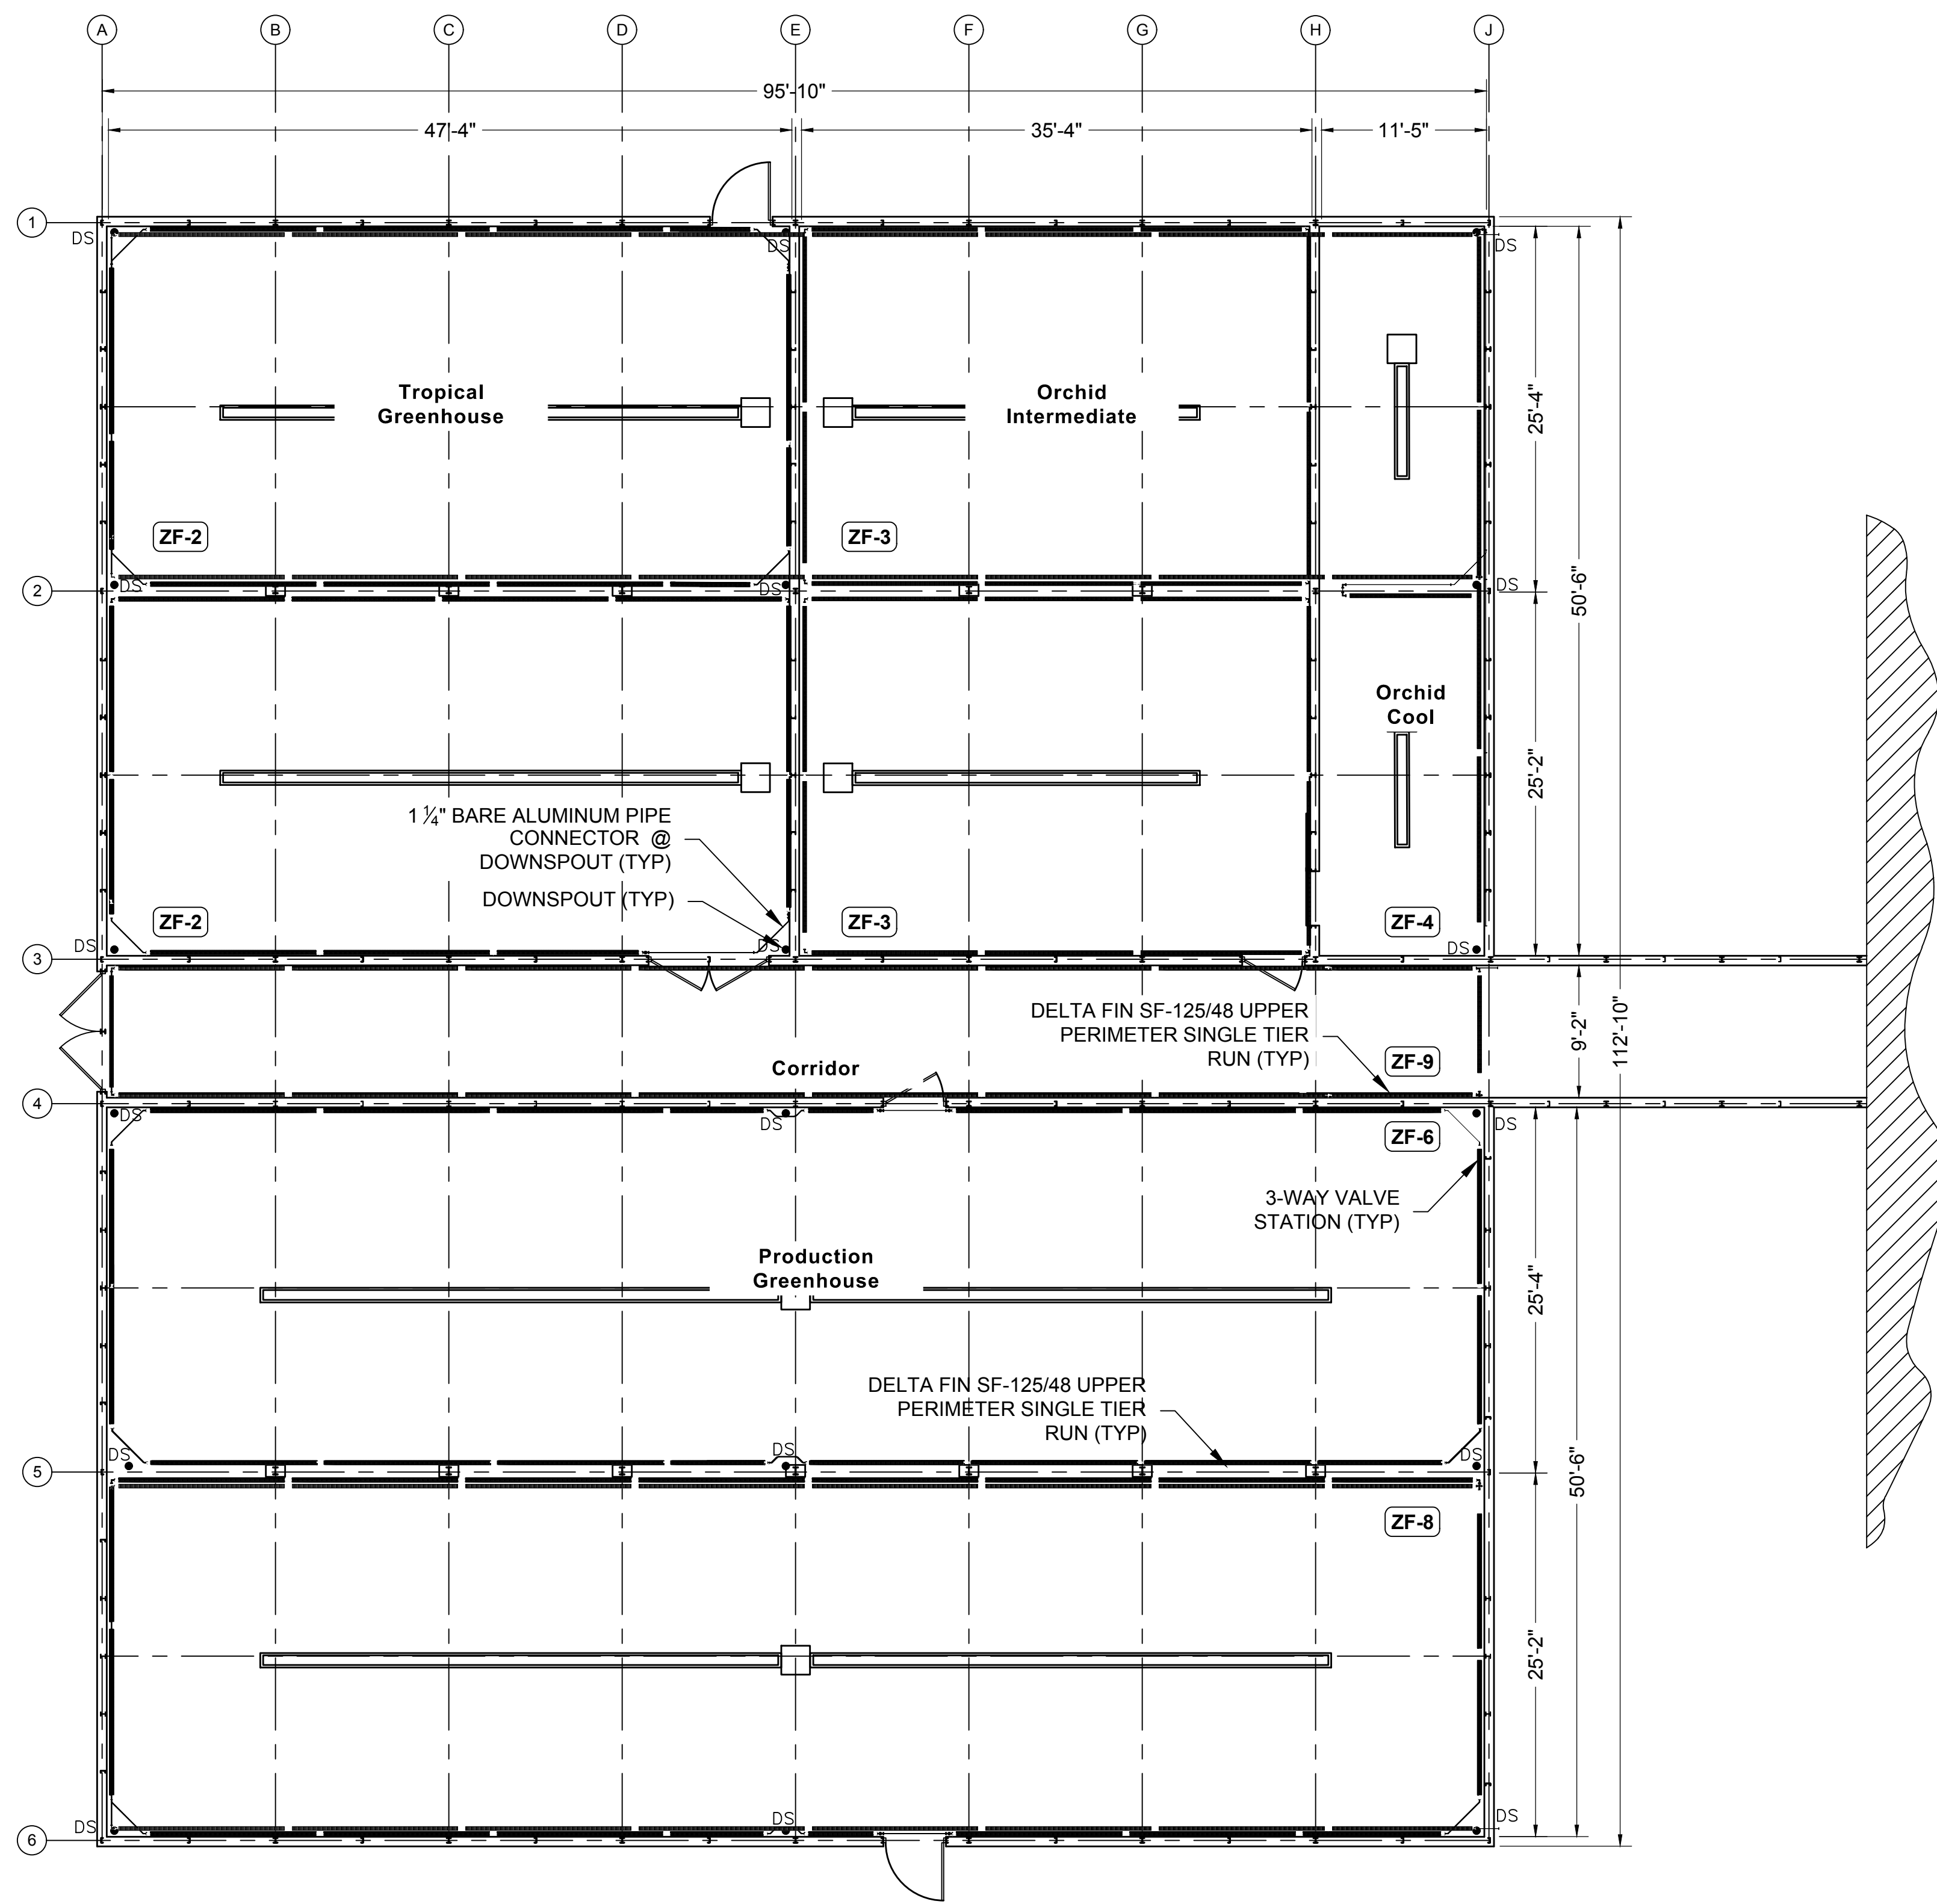 A B C D E F G H J
95'-10"
47'-4" 35'-4" 11'-5"
1
DS DS DS
Tropical
Greenhouse
Orchid
Intermediate
25'-4"
ZF-2 ZF-3
50'-6"
2
DS DS DS
Orchid
Cool
25'-2"
1 1/4" BARE ALUMINUM PIPE
CONNECTOR @
DOWNSPOUT (TYP)
DOWNSPOUT (TYP)
ZF-2 ZF-3 ZF-4
3
DS DS DS
DELTA FIN SF-125/48 UPPER
PERIMETER SINGLE TIER
RUN (TYP)
9'-2"
112'-10"
Corridor
ZF-9
4
DS DS DS
ZF-6
3-WAY VALVE
STATION (TYP)
Production
Greenhouse
25'-4"
DELTA FIN SF-125/48 UPPER
PERIMETER SINGLE TIER
RUN (TYP)
50'-6"
5
DS DS DS
ZF-8
25'-2"
6
DS DS DS